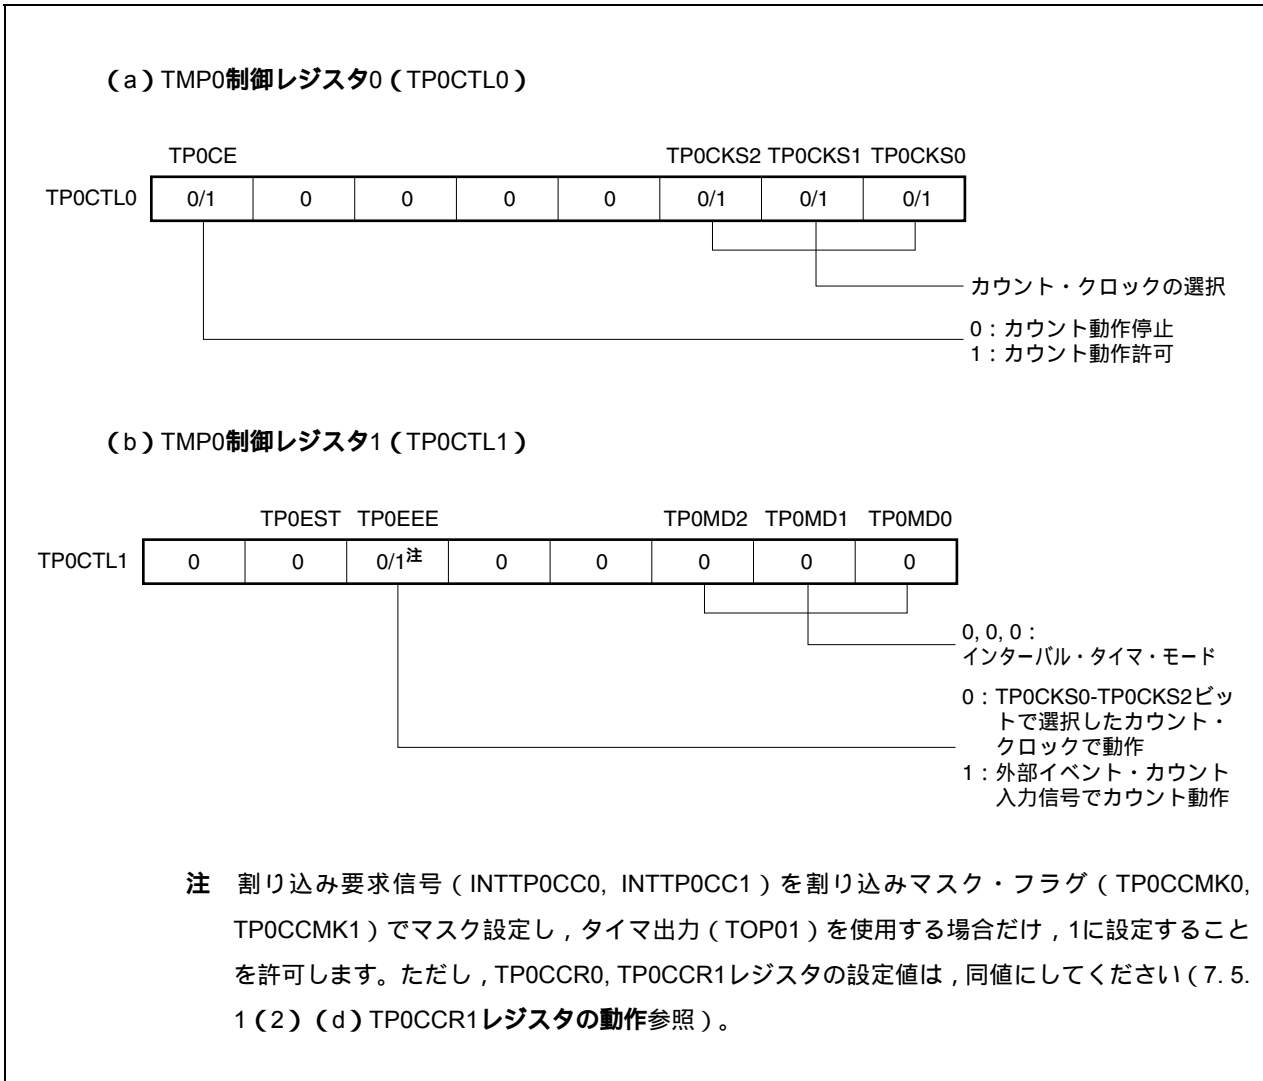 （a）TMP0制御レジスタ0（TP0CTL0）
TP0CE TP0CKS2 TP0CKS1 TP0CKS0
TP0CTL0 0/1 0 0 0 0 0/1 0/1 0/1
カウント・クロックの選択
0：カウント動作停止
1：カウント動作許可
（b）TMP0制御レジスタ1（TP0CTL1）
TP0EST TP0EEE TP0MD2 TP0MD1 TP0MD0
TP0CTL1 0 0 0/1注 0 0 0 0 0
0, 0, 0：
インターバル・タイマ・モード
0：TP0CKS0-TP0CKS2ビッ
トで選択したカウント・
クロックで動作
1：外部イベント・カウント
入力信号でカウント動作
注 割り込み要求信号（INTTP0CC0, INTTP0CC1）を割り込みマスク・フラグ（TP0CCMK0,
TP0CCMK1）でマスク設定し，タイマ出力（TOP01）を使用する場合だけ，1に設定すること
を許可します。ただし，TP0CCR0, TP0CCR1レジスタの設定値は，同値にしてください（7. 5.
1（2）（d）TP0CCR1レジスタの動作参照）。